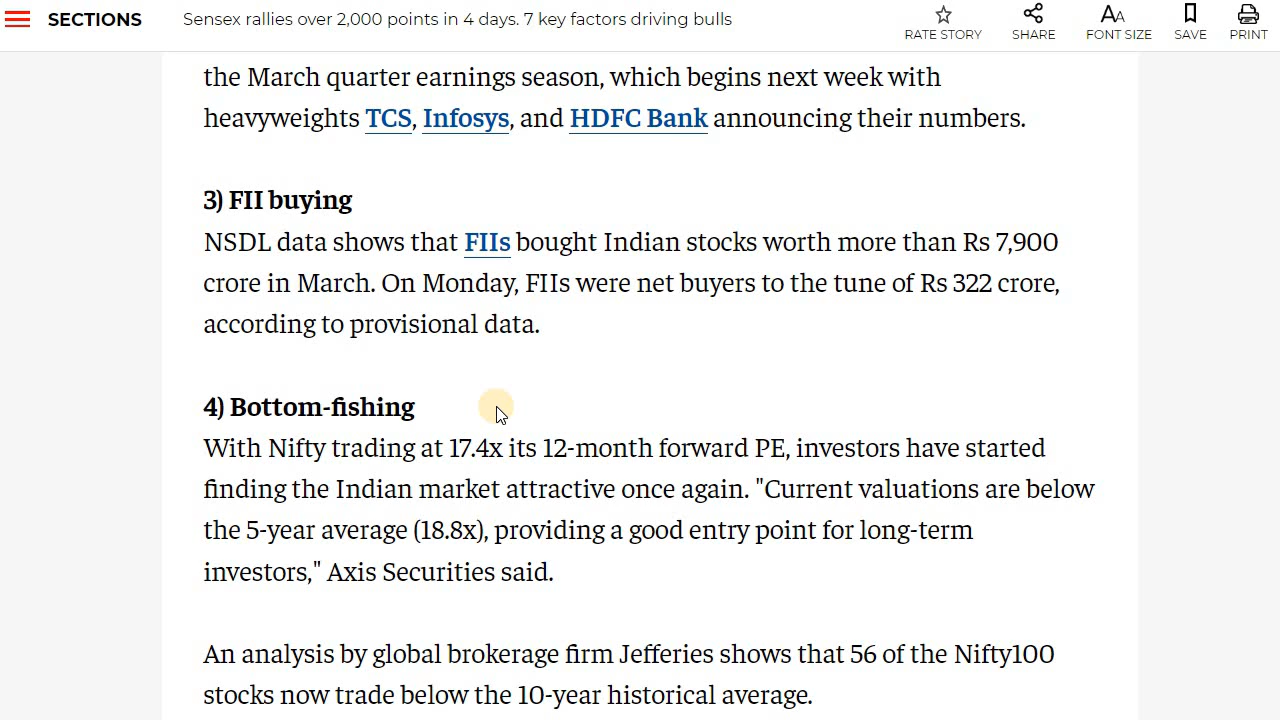 SECTIONS
Sensex rallies over 2,000 points in 4 days. 7 key factors driving bulls
RATE STORY
SHARE
AA
FONT SIZE
SAVE
PRINT
the March quarter earnings season, which begins next week with
heavyweights TCS, Infosys, and HDFC Bank announcing their numbers.
3) FII buying
NSDL data shows that FIIs bought Indian stocks worth more than Rs 7,900
crore in March. On Monday, FIIs were net buyers to the tune of Rs 322 crore,
according to provisional data.
4) Bottom-fishing
With Nifty trading at 17.4x its 12-month forward PE, investors have started
finding the Indian market attractive once again. "Current valuations are below
the 5-year average (18.8x), providing a good entry point for long-term
investors," Axis Securities said.
An analysis by global brokerage firm Jefferies shows that 56 of the Nifty100
stocks now trade below the 10-year historical average.